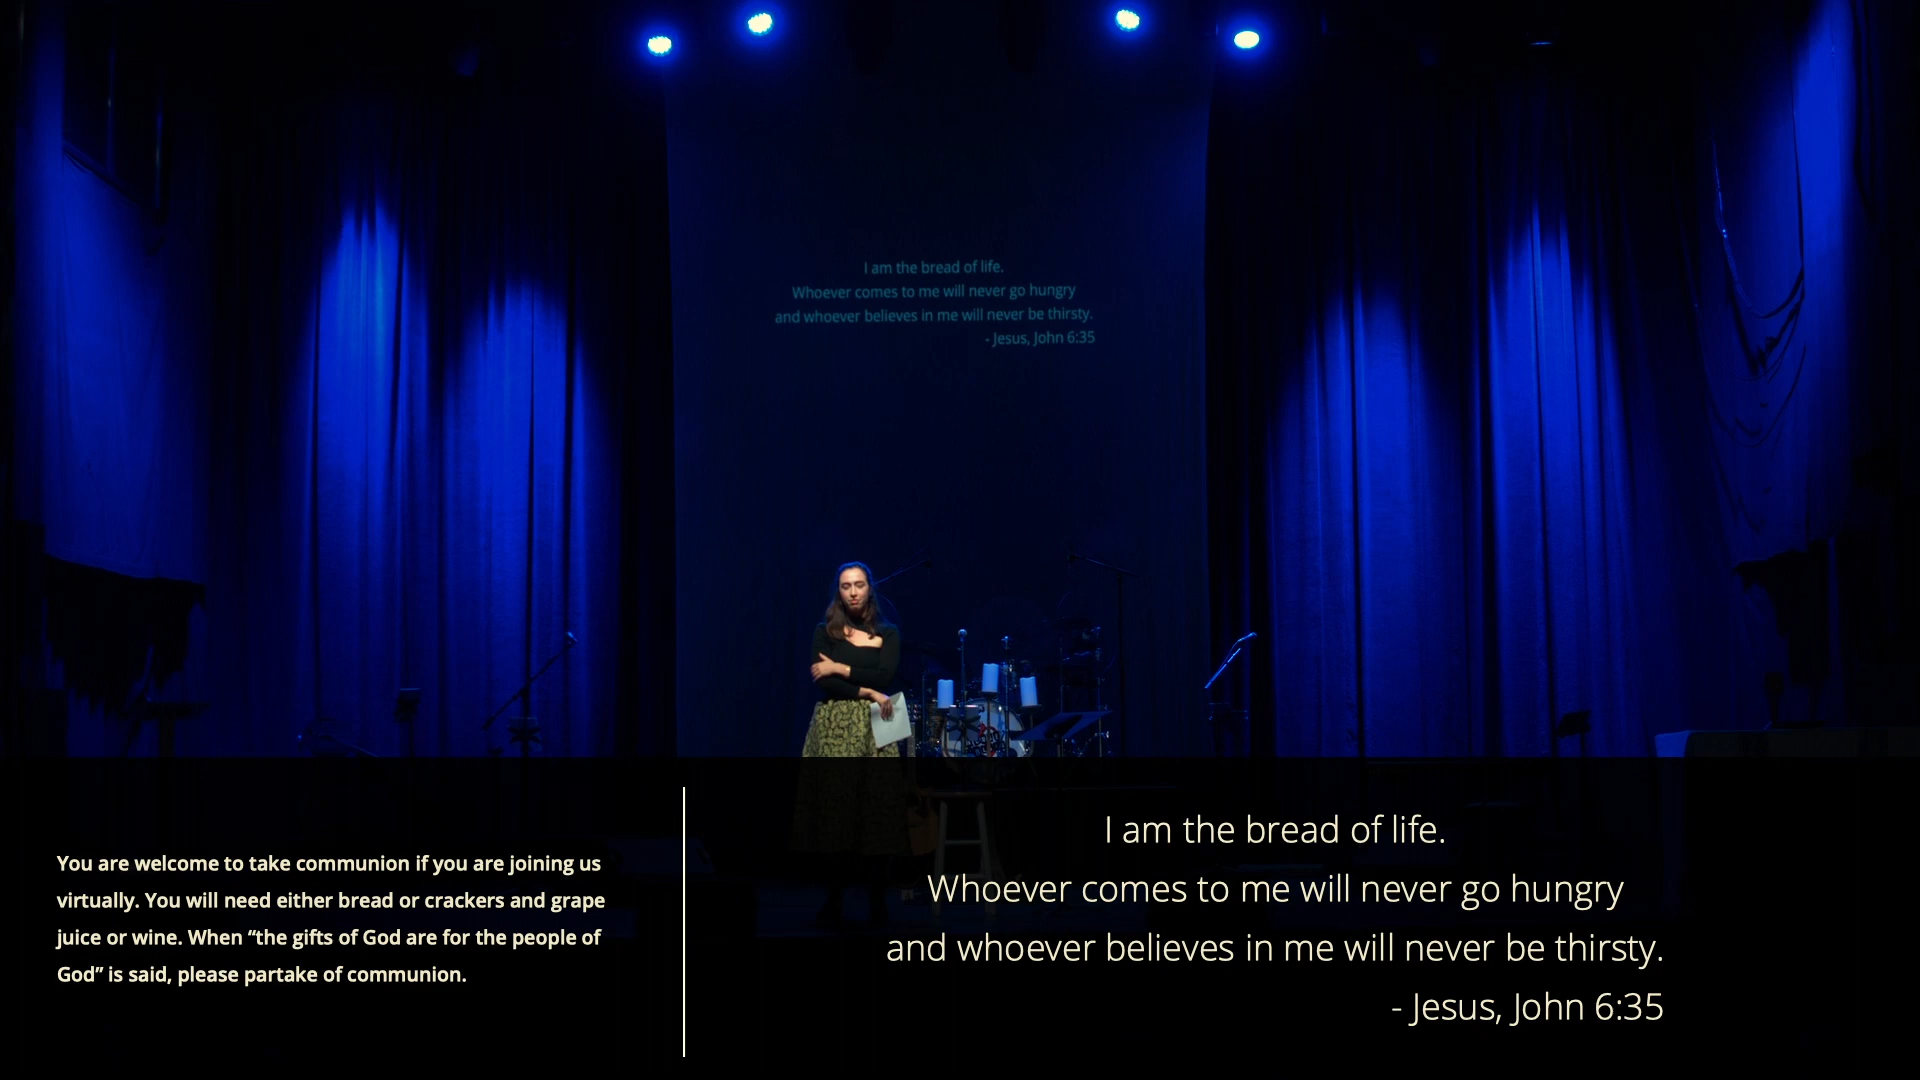 I am the bread of life.
Whoever comes to me will never go hungry
and whoever believes in me will never be thirsty.
- Jesus, John 6:35
You are welcome to take communion if you are joining us
virtually. You will need either bread or crackers and grape
juice or wine. When “the gifts of God are for the people of
God” is said, please partake of communion.
I am the bread of life.
Whoever comes to me will never go hungry
and whoever believes in me will never be thirsty.
- Jesus, John 6:35